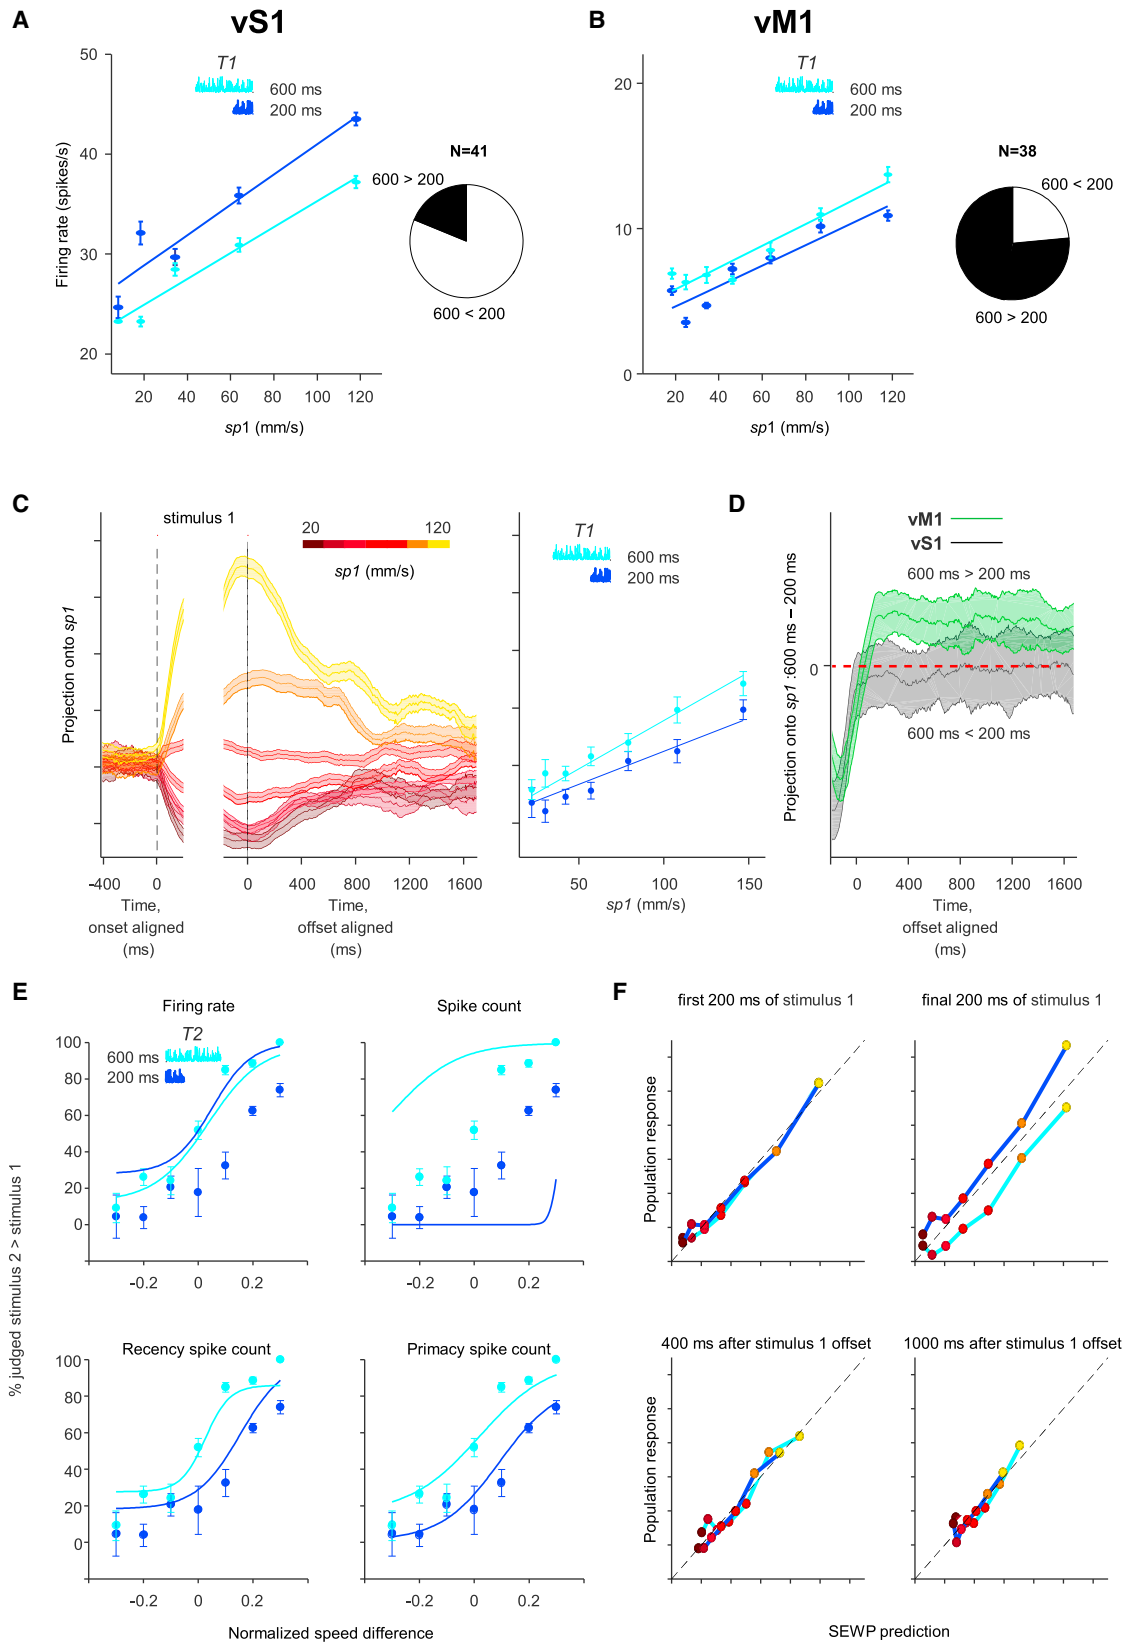 A
vS1
50
40
30
20
Firing rate (spikes/s)
T1
600 ms
200 ms
20 40 60 80 100 120
sp1 (mm/s)
N=41
600 > 200
600 < 200
B
vM1
20
10
0
T1
600 ms
200 ms
20 40 60 80 100 120
sp1 (mm/s)
N=38
600 < 200
600 > 200
C
stimulus 1
20 120
sp1 (mm/s)
Projection onto sp1
-400 0
Time,
onset aligned
(ms)
0 400 800 1200 1600
Time,
offset aligned
(ms)
T1
600 ms
200 ms
50 100 150
sp1 (mm/s)
D
vM1
vS1
600 ms > 200 ms
0
600 ms < 200 ms
Projection onto sp1 :600 ms – 200 ms
0 400 800 1200 1600
Time,
offset aligned
(ms)
E
% judged stimulus 2 > stimulus 1
Firing rate
T2
600 ms
200 ms
100
80
60
40
20
0
-0.2 0 0.2
Spike count
-0.2 0 0.2
Recency spike count
100
80
60
40
20
0
-0.2 0 0.2
Primacy spike count
-0.2 0 0.2
Normalized speed difference
F
first 200 ms of stimulus 1
Population response
final 200 ms of stimulus 1
400 ms after stimulus 1 offset
Population response
1000 ms after stimulus 1 offset
SEWP prediction